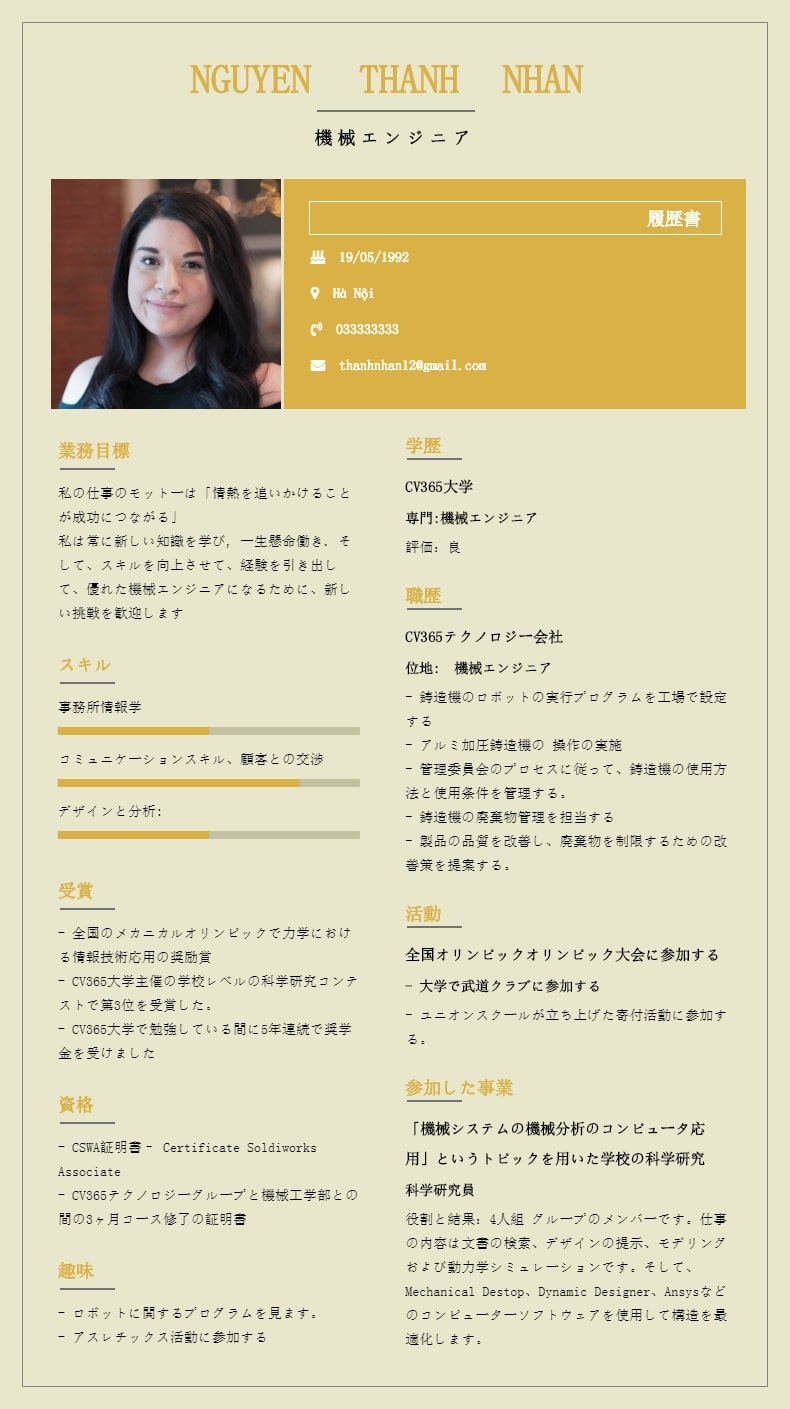 NGUYEN THANH NHAN
機械エンジニア
履歴書
19/05/1992
Hà Nội
033333333
thanhnhan12@gmail.com
業務目標
私の仕事のモットーは「情熱を追いかけること
が成功につながる」
私は常に新しい知識を学び, 一生懸命働き. そ
して、スキルを向上させて、経験を引き出し
て、優れた機械エンジニアになるために、新し
い挑戦を歓迎します
スキル
事務所情報学
コミュニケーションスキル、顧客との交渉
デザインと分析:
受賞
- 全国のメカニカルオリンピックで力学におけ
る情報技術応用の奨励賞
- CV365大学主催の学校レベルの科学研究コンテ
ストで第3位を受賞した。
- CV365大学で勉強している間に5年連続で奨学
金を受けました
資格
- CSWA証明書 - Certificate Soldiworks
Associate
- CV365テクノロジーグループと機械工学部との
間の3ヶ月コース修了の証明書
趣味
- ロボットに関するプログラムを見ます。
- アスレチックス活動に参加する
学歴
CV365大学
専門:機械エンジニア
評価: 良
職歴
CV365テクノロジー会社
位地: 機械エンジニア
- 鋳造機のロボットの実行プログラムを工場で設定
する
- アルミ加圧鋳造機の 操作の実施
- 管理委員会のプロセスに従って、鋳造機の使用方
法と使用条件を管理する。
- 鋳造機の廃棄物管理を担当する
- 製品の品質を改善し、廃棄物を制限するための改
善策を提案する。
活動
全国オリンピックオリンピック大会に参加する
- 大学で武道クラブに参加する
- ユニオンスクールが立ち上げた寄付活動に参加す
る。
参加した事業
「機械システムの機械分析のコンピュータ応
用」というトピックを用いた学校の科学研究
科学研究員
役割と結果: 4人組 グループのメンバーです。仕事
の内容は文書の検索、デザインの提示、モデリング
および動力学シミュレーションです。そして、
Mechanical Destop、Dynamic Designer、Ansysなど
のコンピューターソフトウェアを使用して構造を最
適化します。